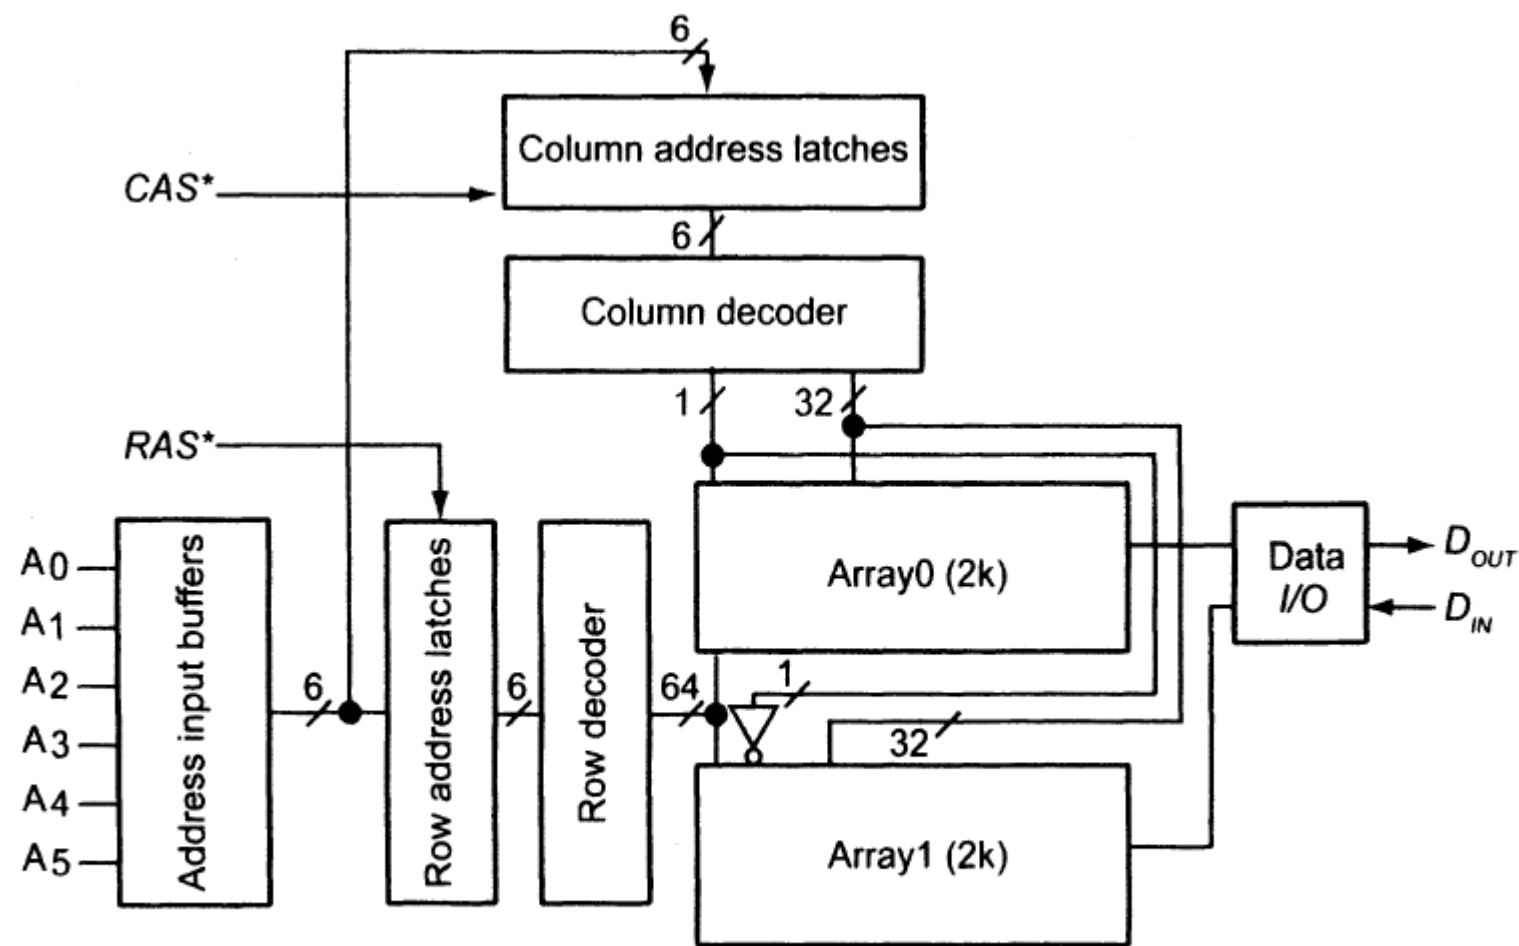 6
Column address latches
CAS*
6
Column decoder
1
32
RAS*
Address input buffers
A0
A1
A2
A3
A4
A5
6
Row address latches
6
Row decoder
64
Array0 (2k)
1
32
Array1 (2k)
Data
I/O
DOUT
DIN